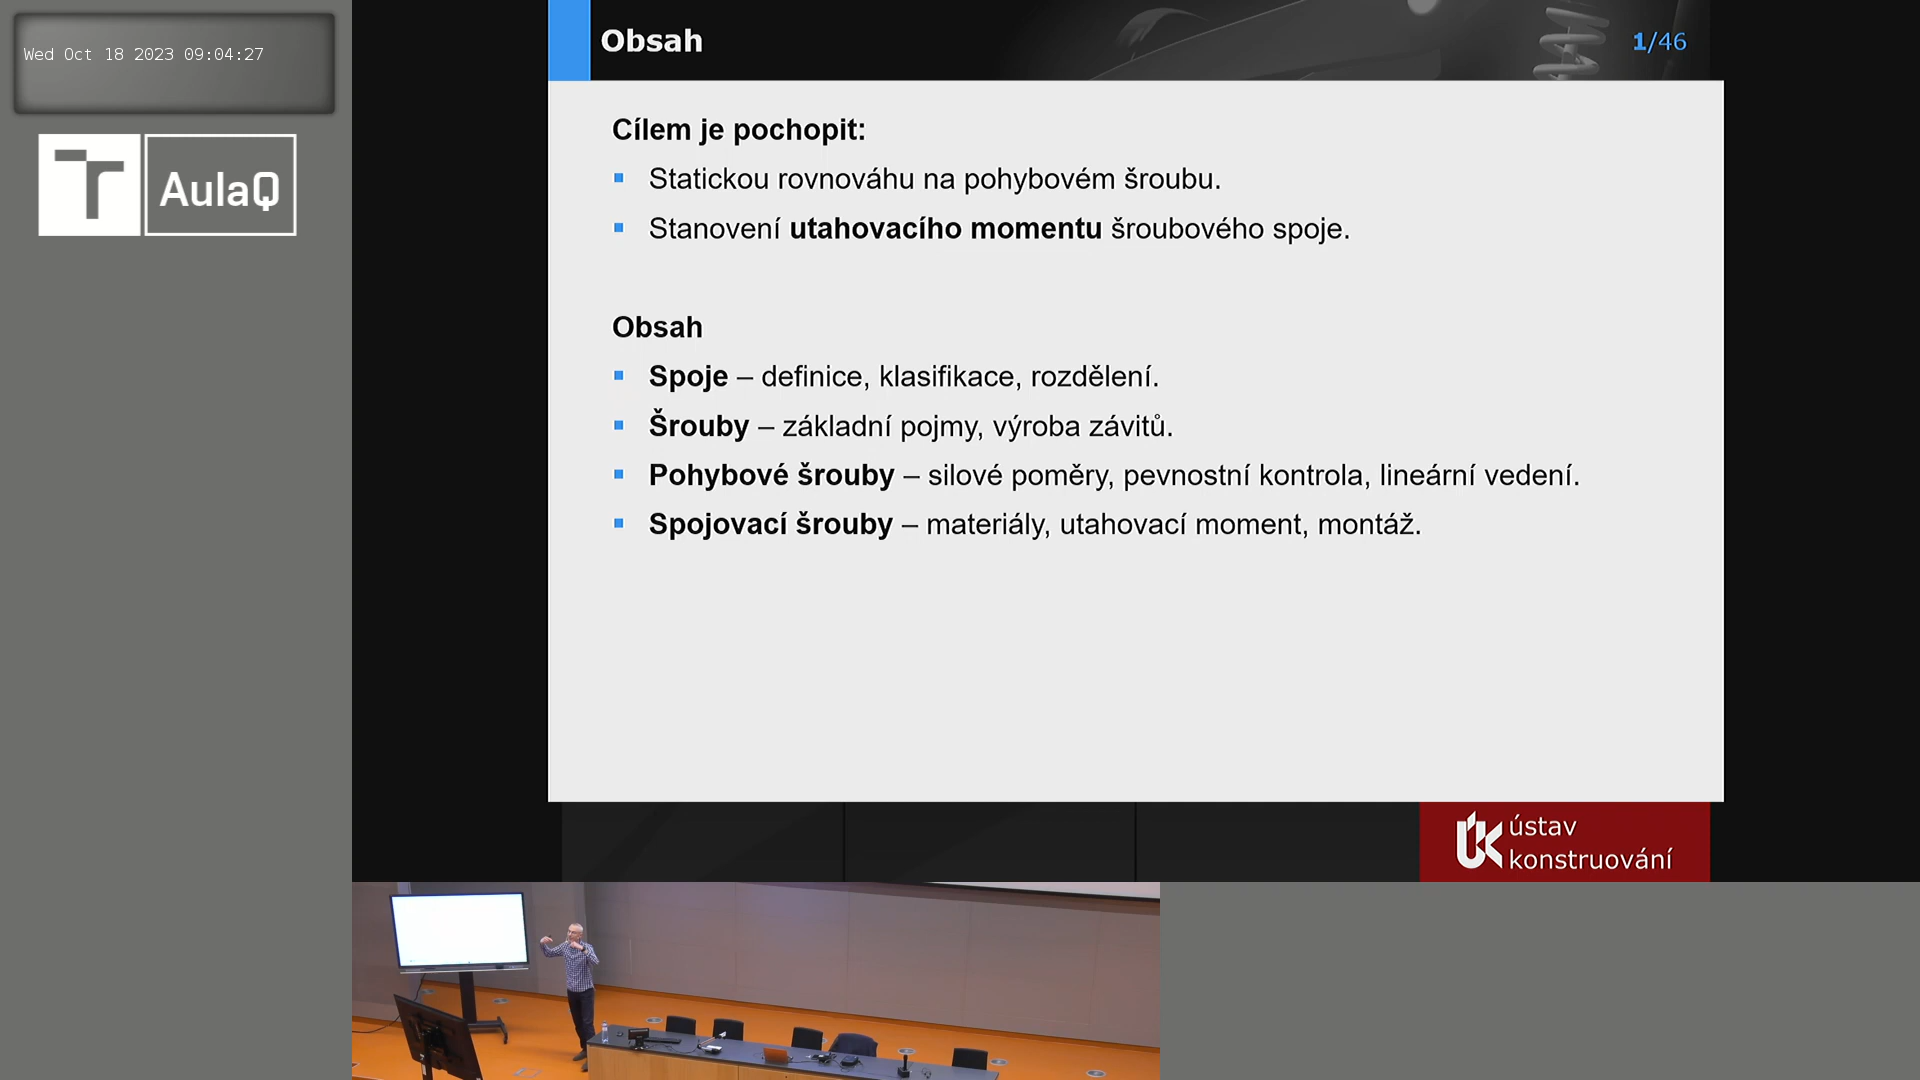 Wed Oct 18 2023 09:04:27
T AulaQ
Obsah
1/46
Cílem je pochopit:
Statickou rovnováhu na pohybovém šroubu.
Stanovení utahovacího momentu šroubového spoje.
Obsah
Spoje – definice, klasifikace, rozdělení.
Šrouby – základní pojmy, výroba závitů.
Pohybové šrouby – silové poměry, pevnostní kontrola, lineární vedení.
Spojovací šrouby – materiály, utahovací moment, montáž.
ÚK ústav
konstruování